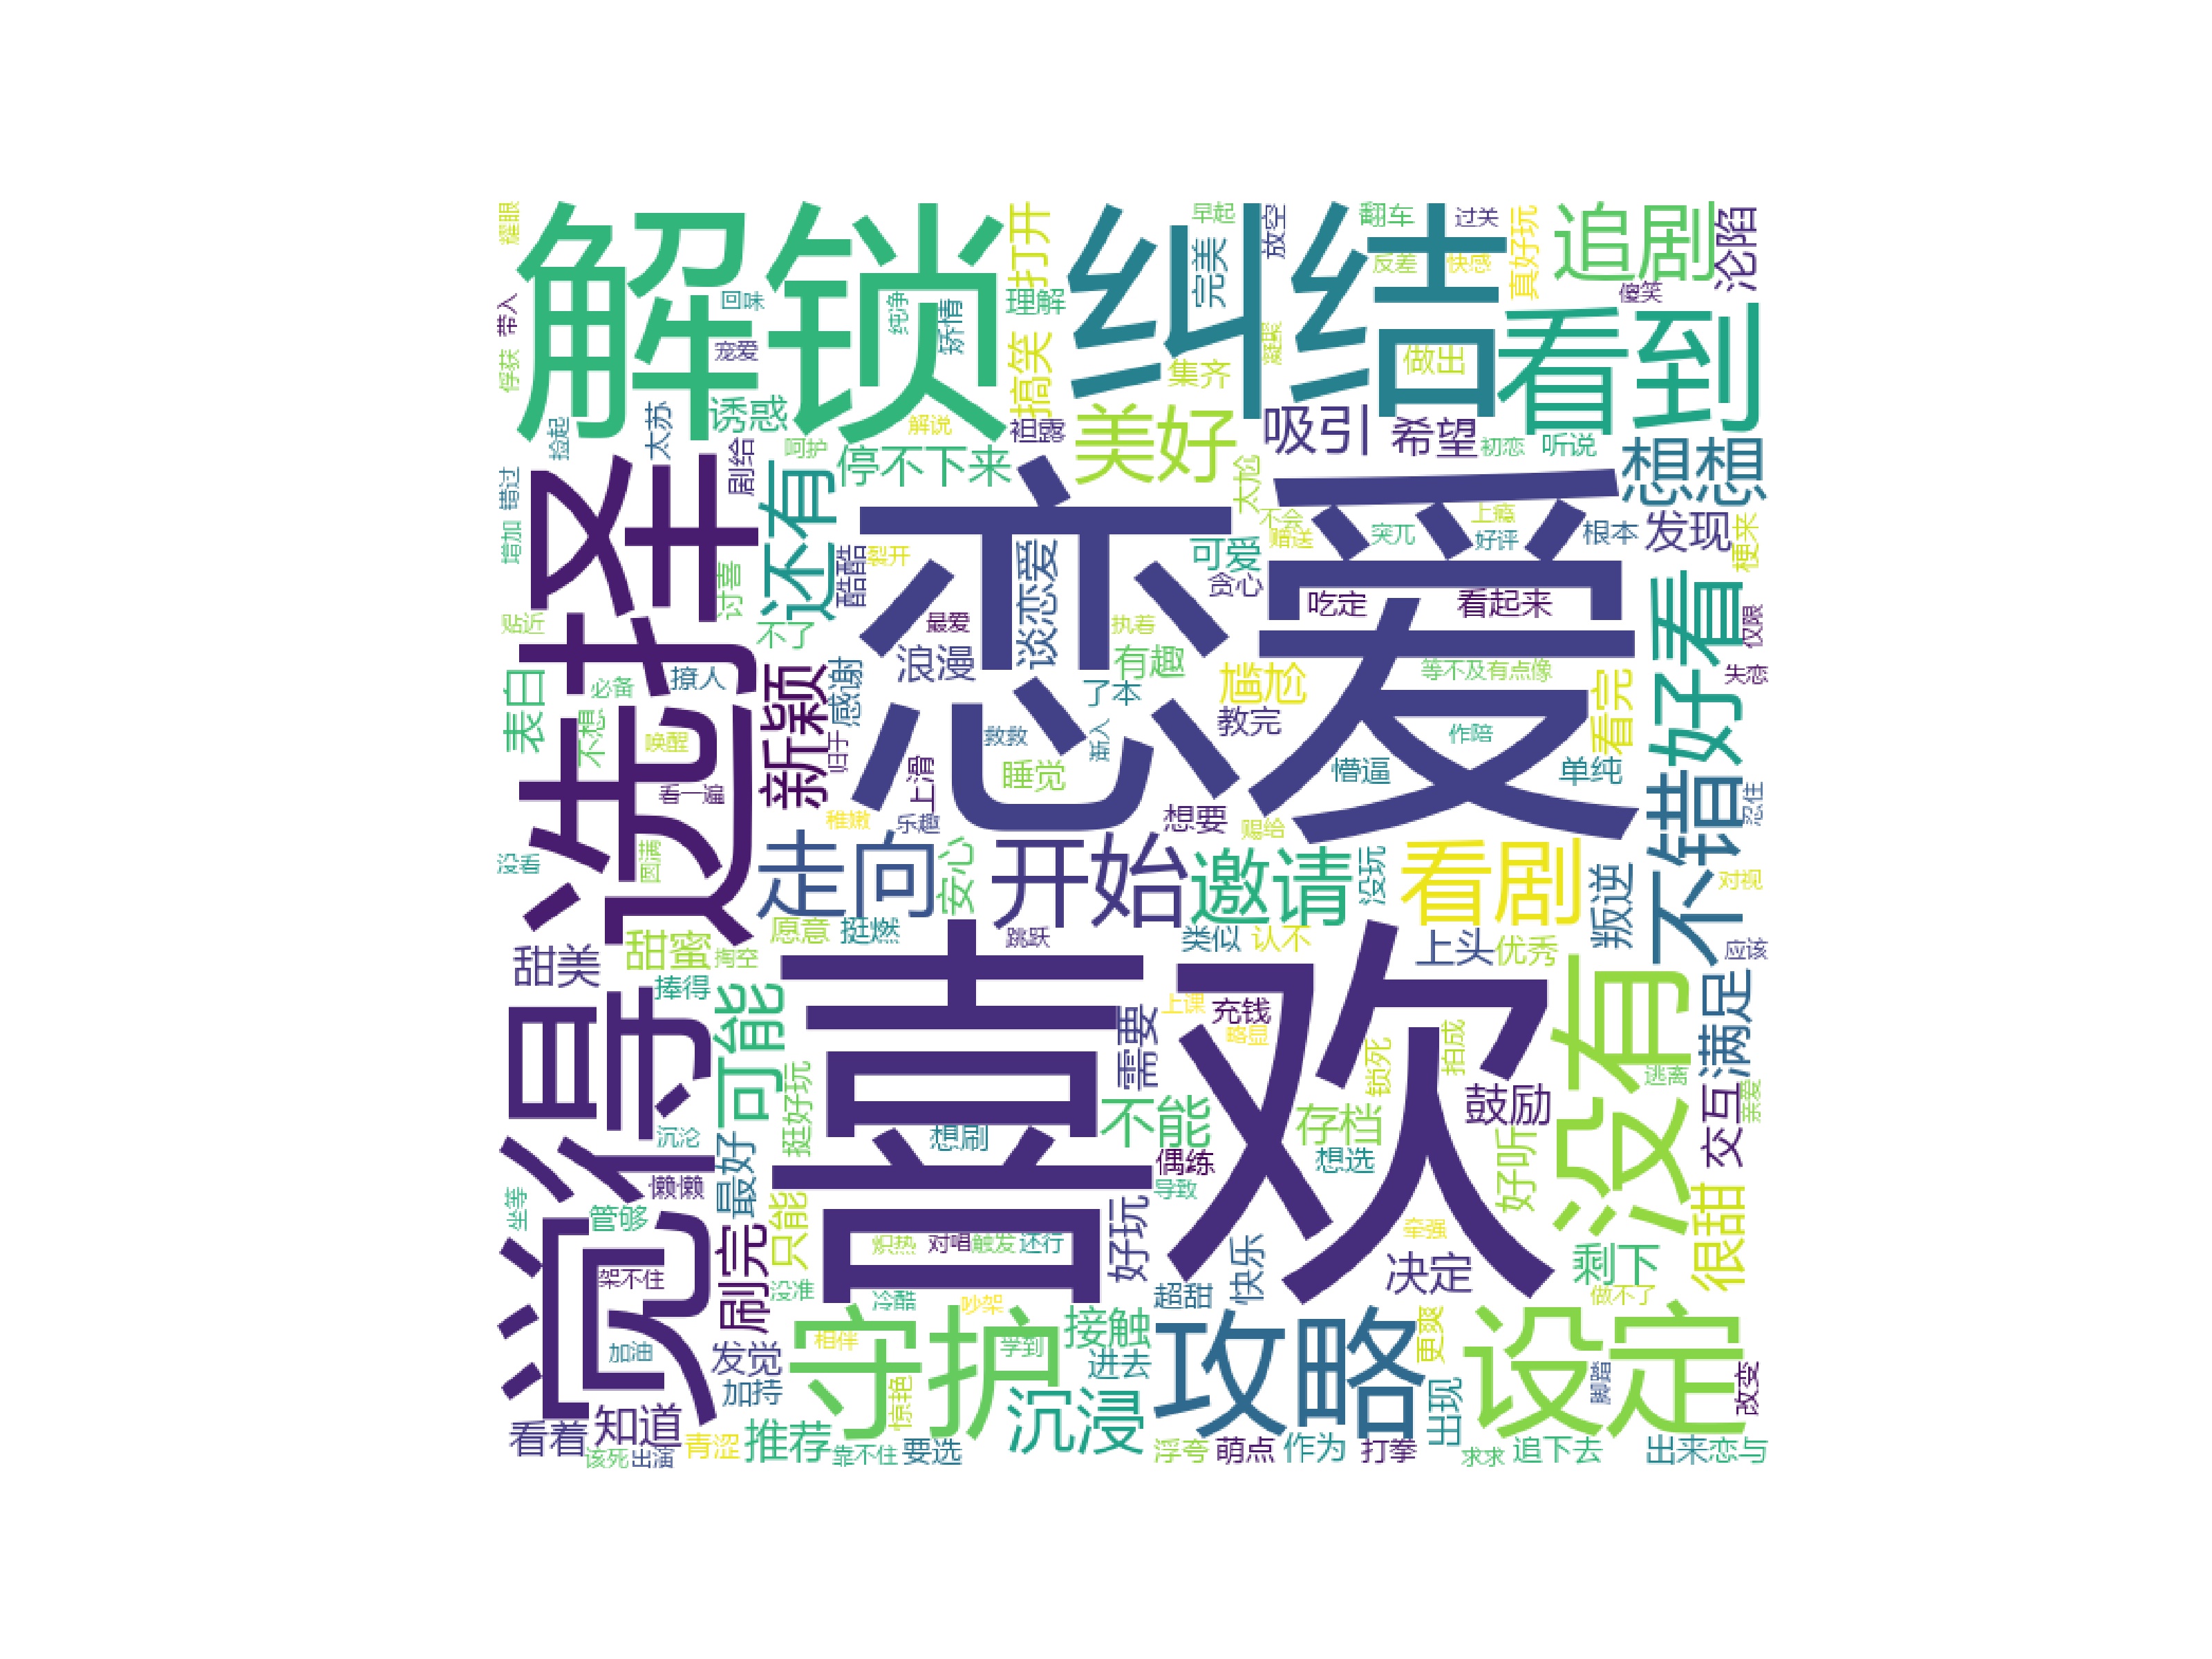 解锁
纠结
追剧
沦陷
看到
耀眼
带入
俘获
回味
宠爱
纯净
矫情
理解
打开
搞笑
早起
完美
放空
翻车
过关
反差
快感
真好玩
傻笑
凝聚
集齐
做出
诱惑
太苏
捡起
解说
袒露
美好
吸引
希望
初恋
听说
想想
选择
剧给
呵护
停不下来
还有
错过
增加
讨喜
酷酷
裂开
恋爱
谈恋爱
太尬
不会
赠送
可爱
贪心
突兀
上瘾
好评
根本
发现
梗来
吃定
看起来
仅限
失恋
好看
不错
贴近
不了
最爱
执着
浪漫
有趣
尴尬
等不及
有点像
看完
表白
必备
撩人
不想
唤醒
新颖
感谢
归于
救救
渐入
了本
教完
作陪
睡觉
懵逼
单纯
上滑
看一遍
稚嫩
乐趣
想要
赐给
忍住
没看
圆满
走向
安心
开始
邀请
没玩
看剧
叛逆
对视
甜美
甜蜜
掏空
愿意
挺燃
跳跃
类似
认不
上头
优秀
应该
觉得
捧得
可能
喜欢
需要
上课
充钱
略显
拍成
锁死
没有
满足
逃离
亲爱
交互
鼓励
挺好玩
沉沦
最好
想刷
不能
存档
偶练
想选
好听
导致
懒懒
坐等
管够
只能
刷完
炽热
对唱
触发
还行
好玩
快乐
牵强
决定
剩下
很甜
架不住
没准
冷酷
吵架
超甜
做不了
守护
接触
攻略
设定
更爽
相伴
学到
进去
加油
发觉
加持
惊艳
沉浸
出现
脚踏
改变
看着
知道
青涩
推荐
靠不住
要选
浮夸
萌点
作为
打拳
求求
追下去
出来
恋与
该死
出演